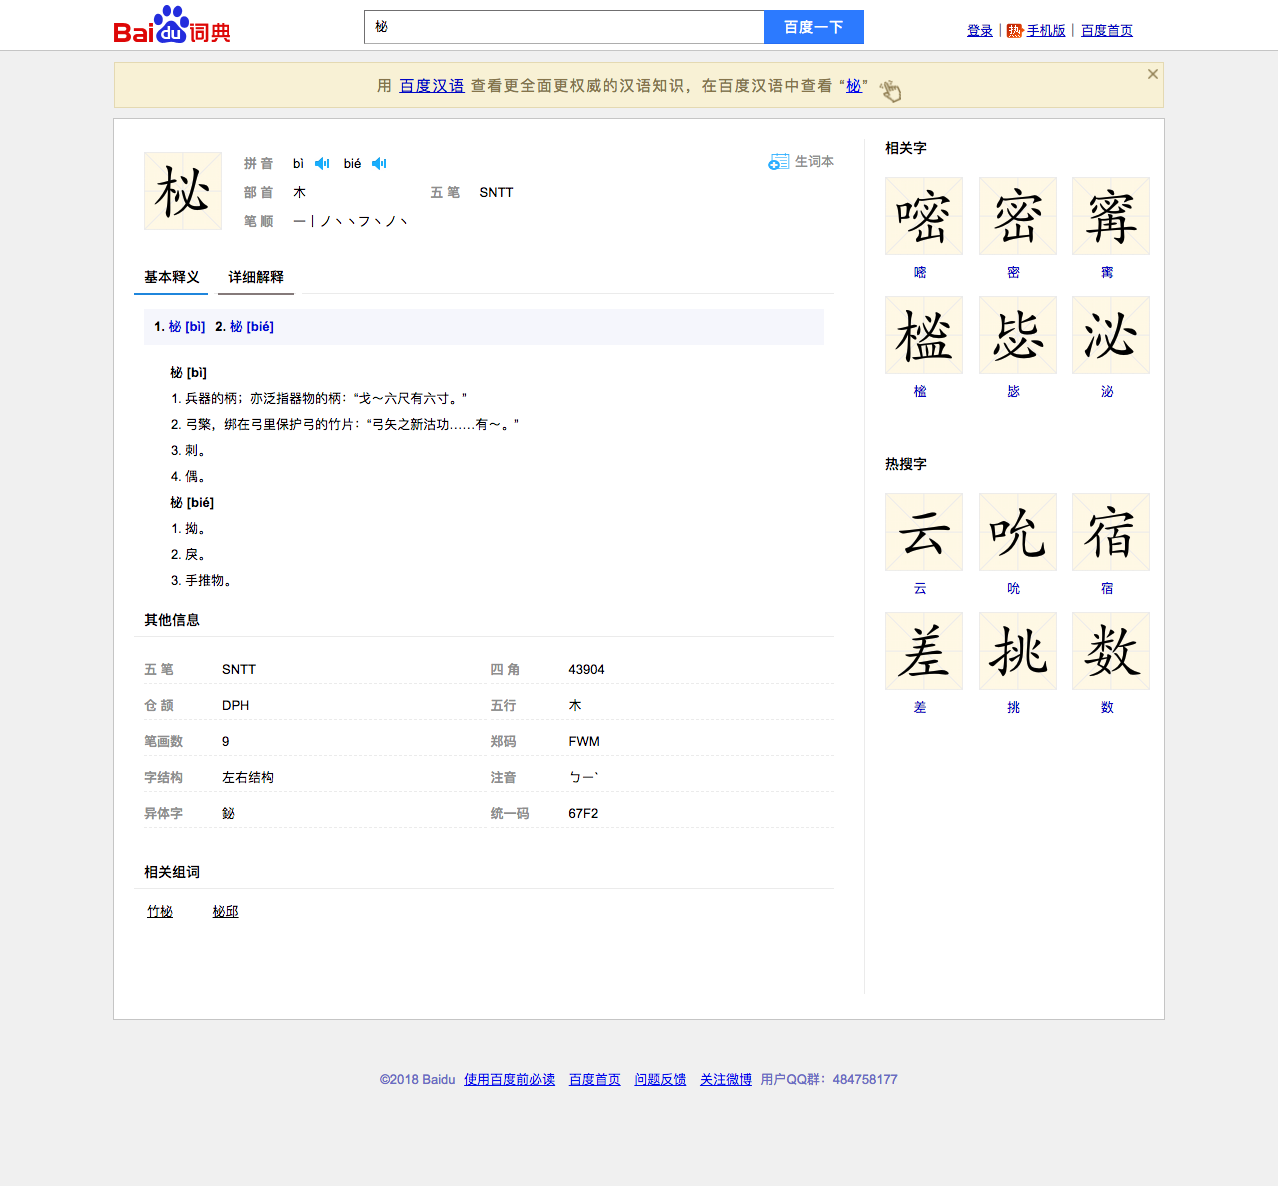 Bai du 词典
柲
百度一下
登录 | 热 手机版 | 百度首页
用 百度汉语 查看更全面更权威的汉语知识，在百度汉语中查看 “柲”
柲
拼 音 bì bié
生词本
部 首 木 五 笔 SNTT
笔 顺 一丨ノ丶丶フ丶ノ丶
基本释义 详细解释
1. 柲 [bì] 2. 柲 [bié]
柲 [bì]
1. 兵器的柄；亦泛指器物的柄：“戈～六尺有六寸。”
2. 弓檠，绑在弓里保护弓的竹片：“弓矢之新沽功……有～。”
3. 刺。
4. 偶。
柲 [bié]
1. 拗。
2. 戾。
3. 手推物。
其他信息
五 笔 SNTT 四 角 43904
仓 颉 DPH 五行 木
笔画数 9 郑码 FWM
字结构 左右结构 注音 ㄅㄧˋ
异体字 鉍 统一码 67F2
相关组词
竹柲 柲邱
相关字
嘧 密 寗
嘧 密 寗
榓 毖 泌
榓 毖 泌
热搜字
云 吮 宿
云 吮 宿
差 挑 数
差 挑 数
©2018 Baidu 使用百度前必读 百度首页 问题反馈 关注微博 用户QQ群：484758177